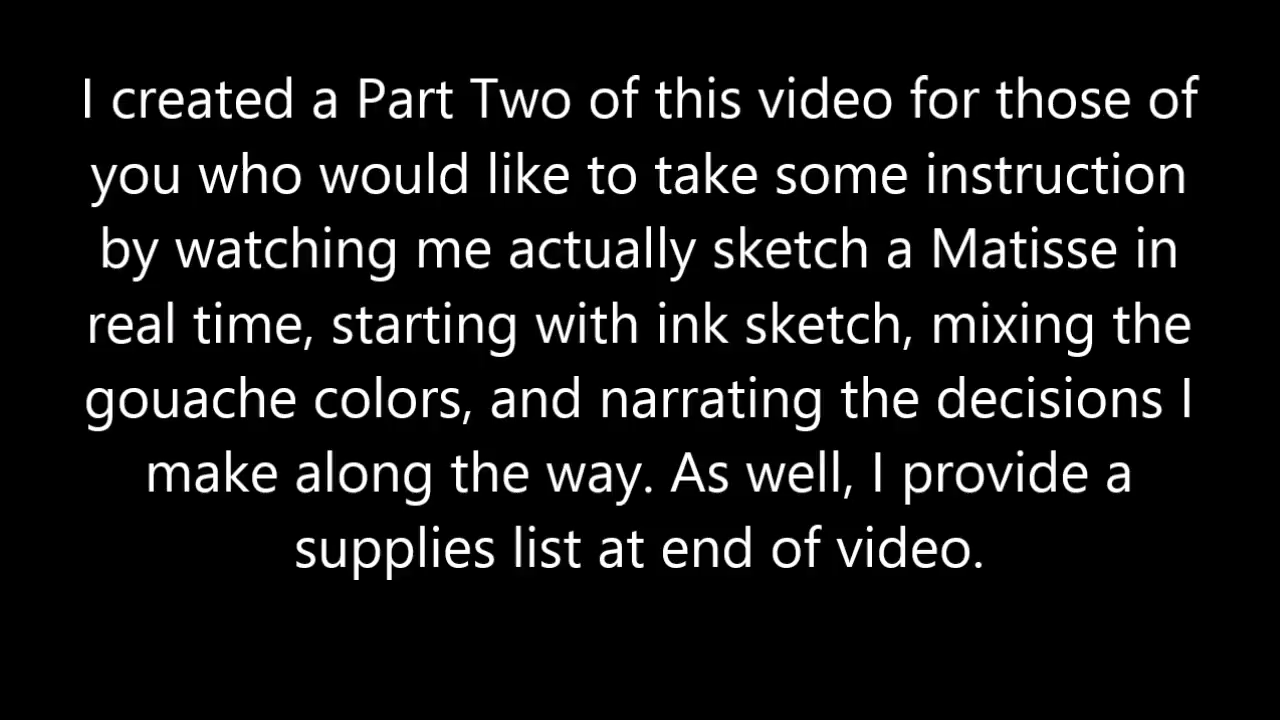 I created a Part Two of this video for those of
you who would like to take some instruction
by watching me actually sketch a Matisse in
real time, starting with ink sketch, mixing the
gouache colors, and narrating the decisions I
make along the way. As well, I provide a
supplies list at end of video.